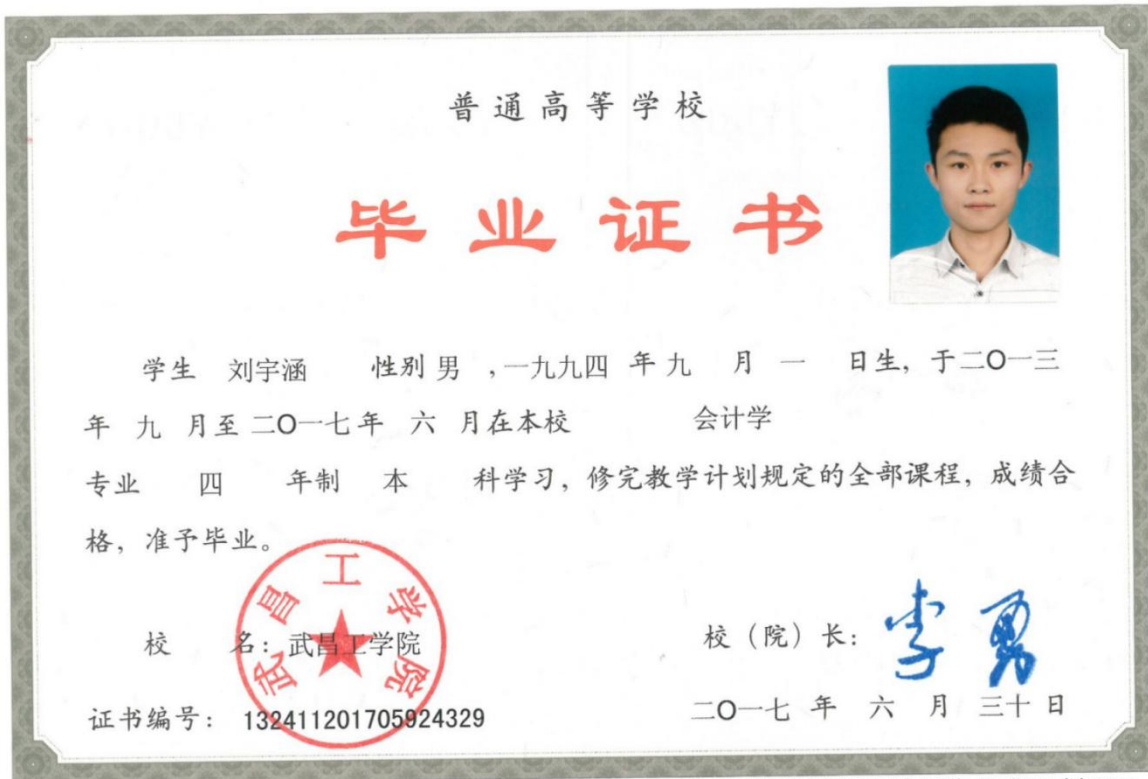 普通高等学校
毕业证书
学生 刘宇涵 性别 男 ，一九九四 年 九 月 一 日生，于二O一三
年 九 月至 二O一七 年 六 月在本校 会计学
专业 四 年制 本 科学习，修完教学计划规定的全部课程，成绩合
格，准予毕业。
武昌工学院
校 名：武昌工学院
校（院）长：李勇
证书编号：132411201705924329
二O一七 年 六 月 三十 日